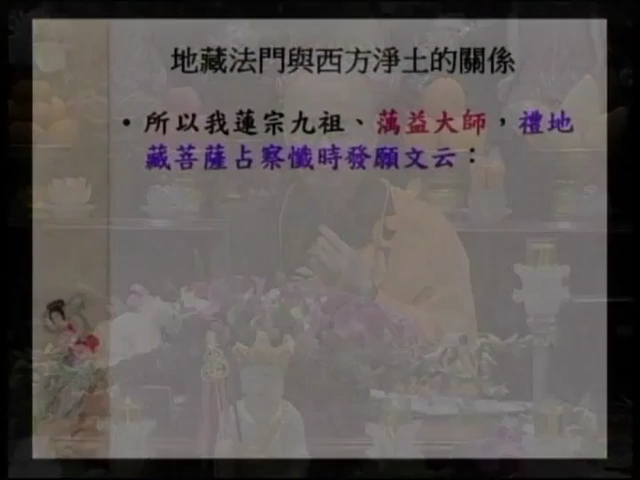 地藏法門與西方淨土的關係
• 所以我蓮宗九祖、蕅益大師，禮地
藏菩薩占察懺時發願文云：